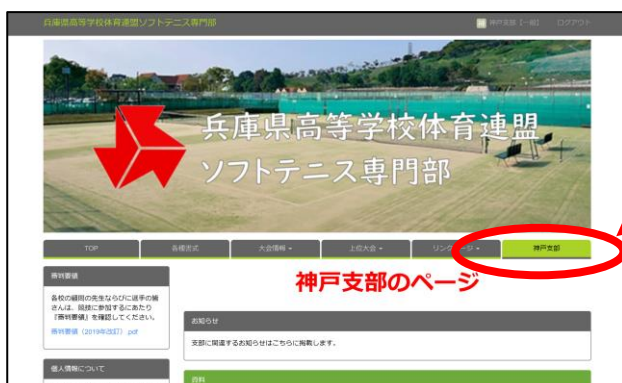 兵庫県高等学校体育連盟ソフトテニス専門部
神戸支部【一般】 ログアウト
兵庫県高等学校体育連盟
ソフトテニス専門部
TOP 各種書式 大会情報 上位大会 リンクページ 神戸支部
神戸支部のページ
審判要領
各校の顧問の先生ならびに選手の皆
さんは、競技に参加するにあたり
『審判要領』を確認してください。
審判要領（2019年改訂）.pdf
お知らせ
支部に関連するお知らせはこちらに掲載します。
個人情報について
資料